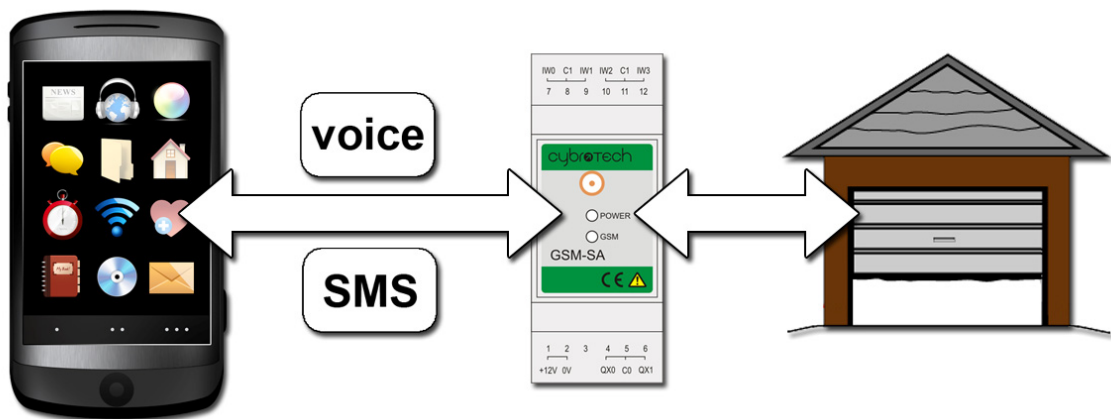 NEWS
voice
SMS
IW0 C1 IW1 IW2 C1 IW3
7 8 9 10 11 12
cybrotech
POWER
GSM
GSM-SA
CE
1 2 3 4 5 6
+12V 0V QX0 C0 QX1